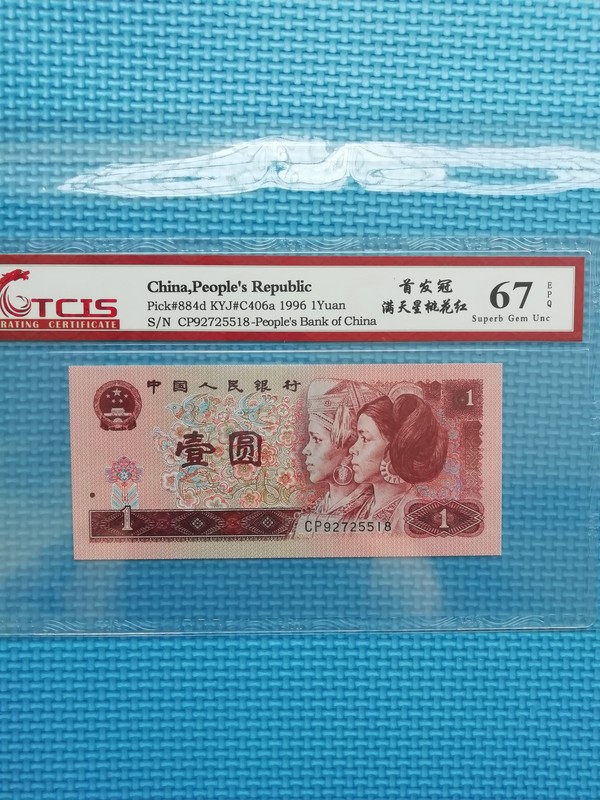 TCIS
RATING CERTIFICATE
China,People's Republic
Pick#884d KYJ#C406a 1996 1Yuan
S/N CP92725518-People's Bank of China
首发冠
满天星桃花红
67
EPQ
Superb Gem Unc
中国人民银行
1
壹圆
CP92725518
1
1